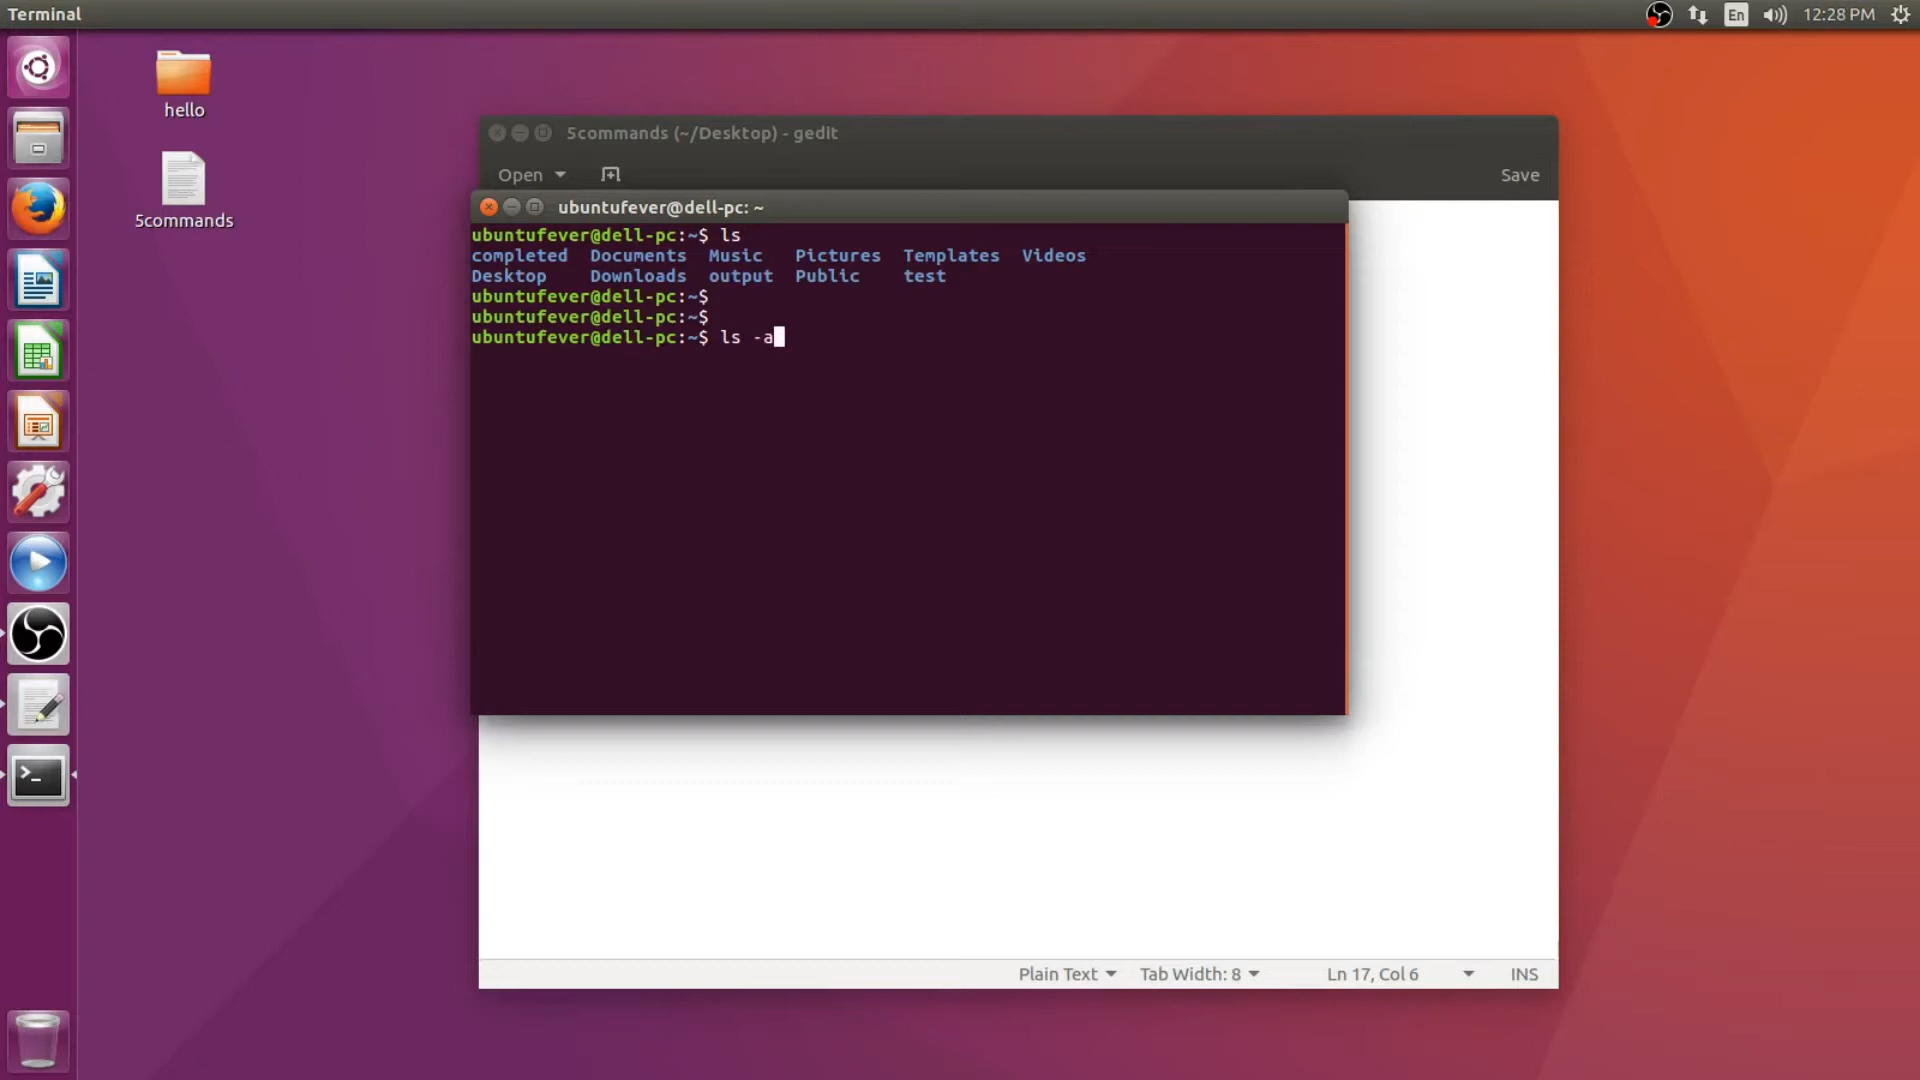 Terminal
En
12:28 PM
hello
5commands
5commands (~/Desktop) - gedit
Open
Save
ubuntufever@dell-pc: ~
ubuntufever@dell-pc:~$ ls
completed Documents Music Pictures Templates Videos
Desktop Downloads output Public test
ubuntufever@dell-pc:~$
ubuntufever@dell-pc:~$
ubuntufever@dell-pc:~$ ls -a
Plain Text Tab Width: 8 Ln 17, Col 6 INS